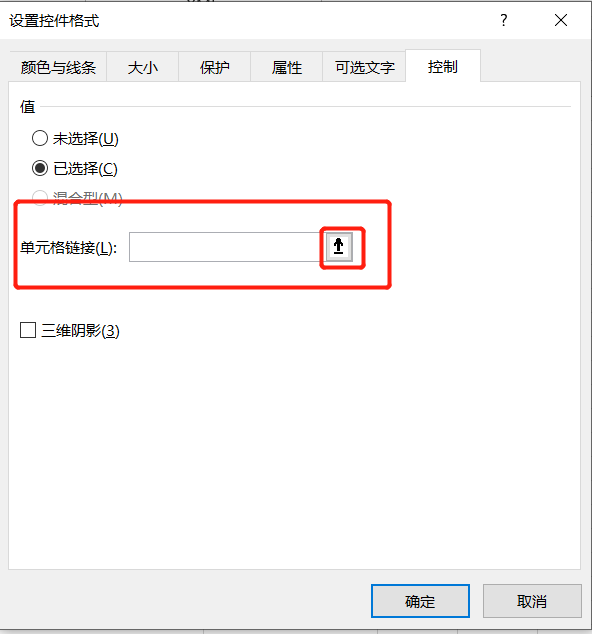 设置控件格式 ?
颜色与线条 大小 保护 属性 可选文字 控制
值
未选择(U)
已选择(C)
混合型(M)
单元格链接(L):
三维阴影(3)
确定 取消